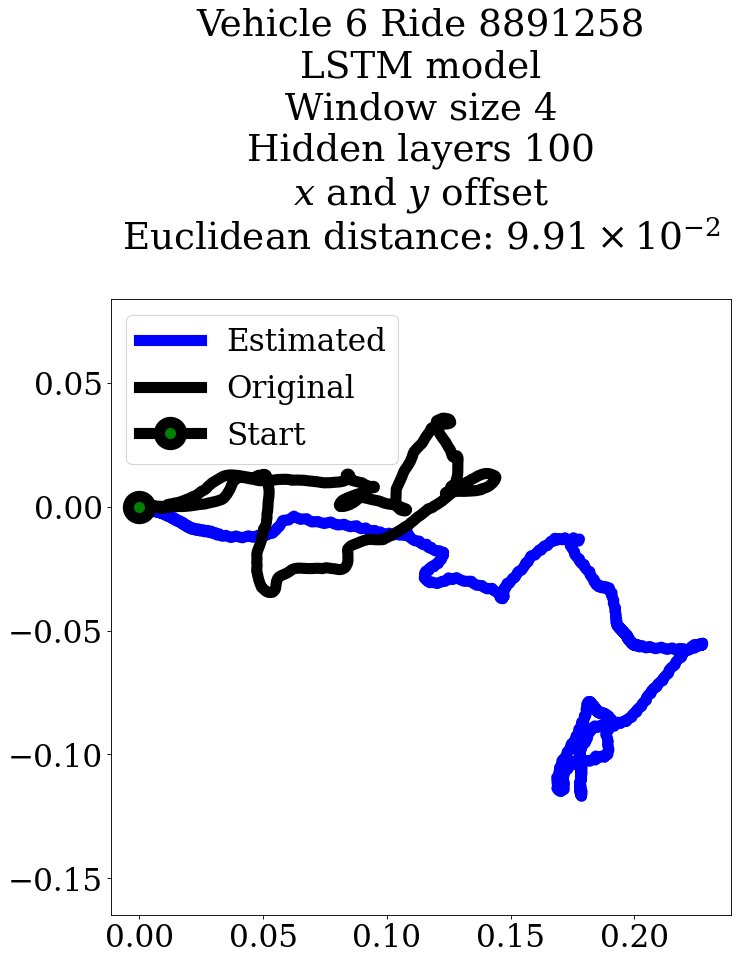 Vehicle 6 Ride 8891258
LSTM model
Window size 4
Hidden layers 100
x and y offset
Euclidean distance: 9.91 × 10⁻²
Estimated
Original
Start
0.05
0.00
−0.05
−0.10
−0.15
0.00 0.05 0.10 0.15 0.20